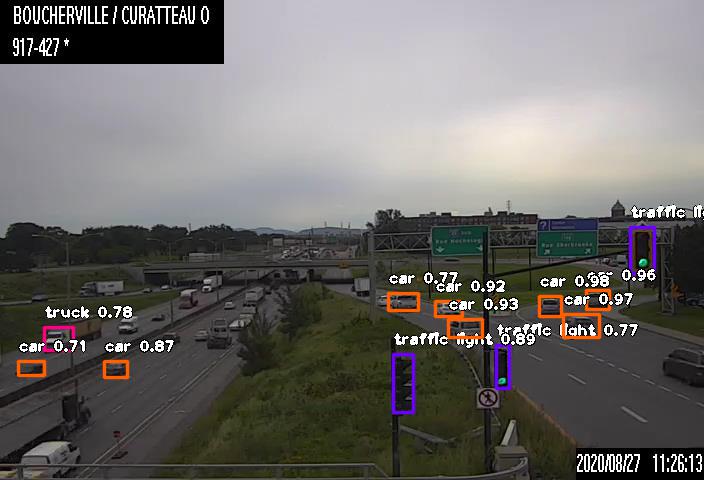 BOUCHERVILLE / CURATTEAU O
917-427 *
traffic li
car 0.77
car 0.92
car 0.98
0.96
car 0.93
car 0.97
truck 0.78
traffic light 0.89
traffic light 0.77
car 0.71
car 0.87
Rue Hochelaga
Rue Sherbrooke
2020/08/27 11:26:13